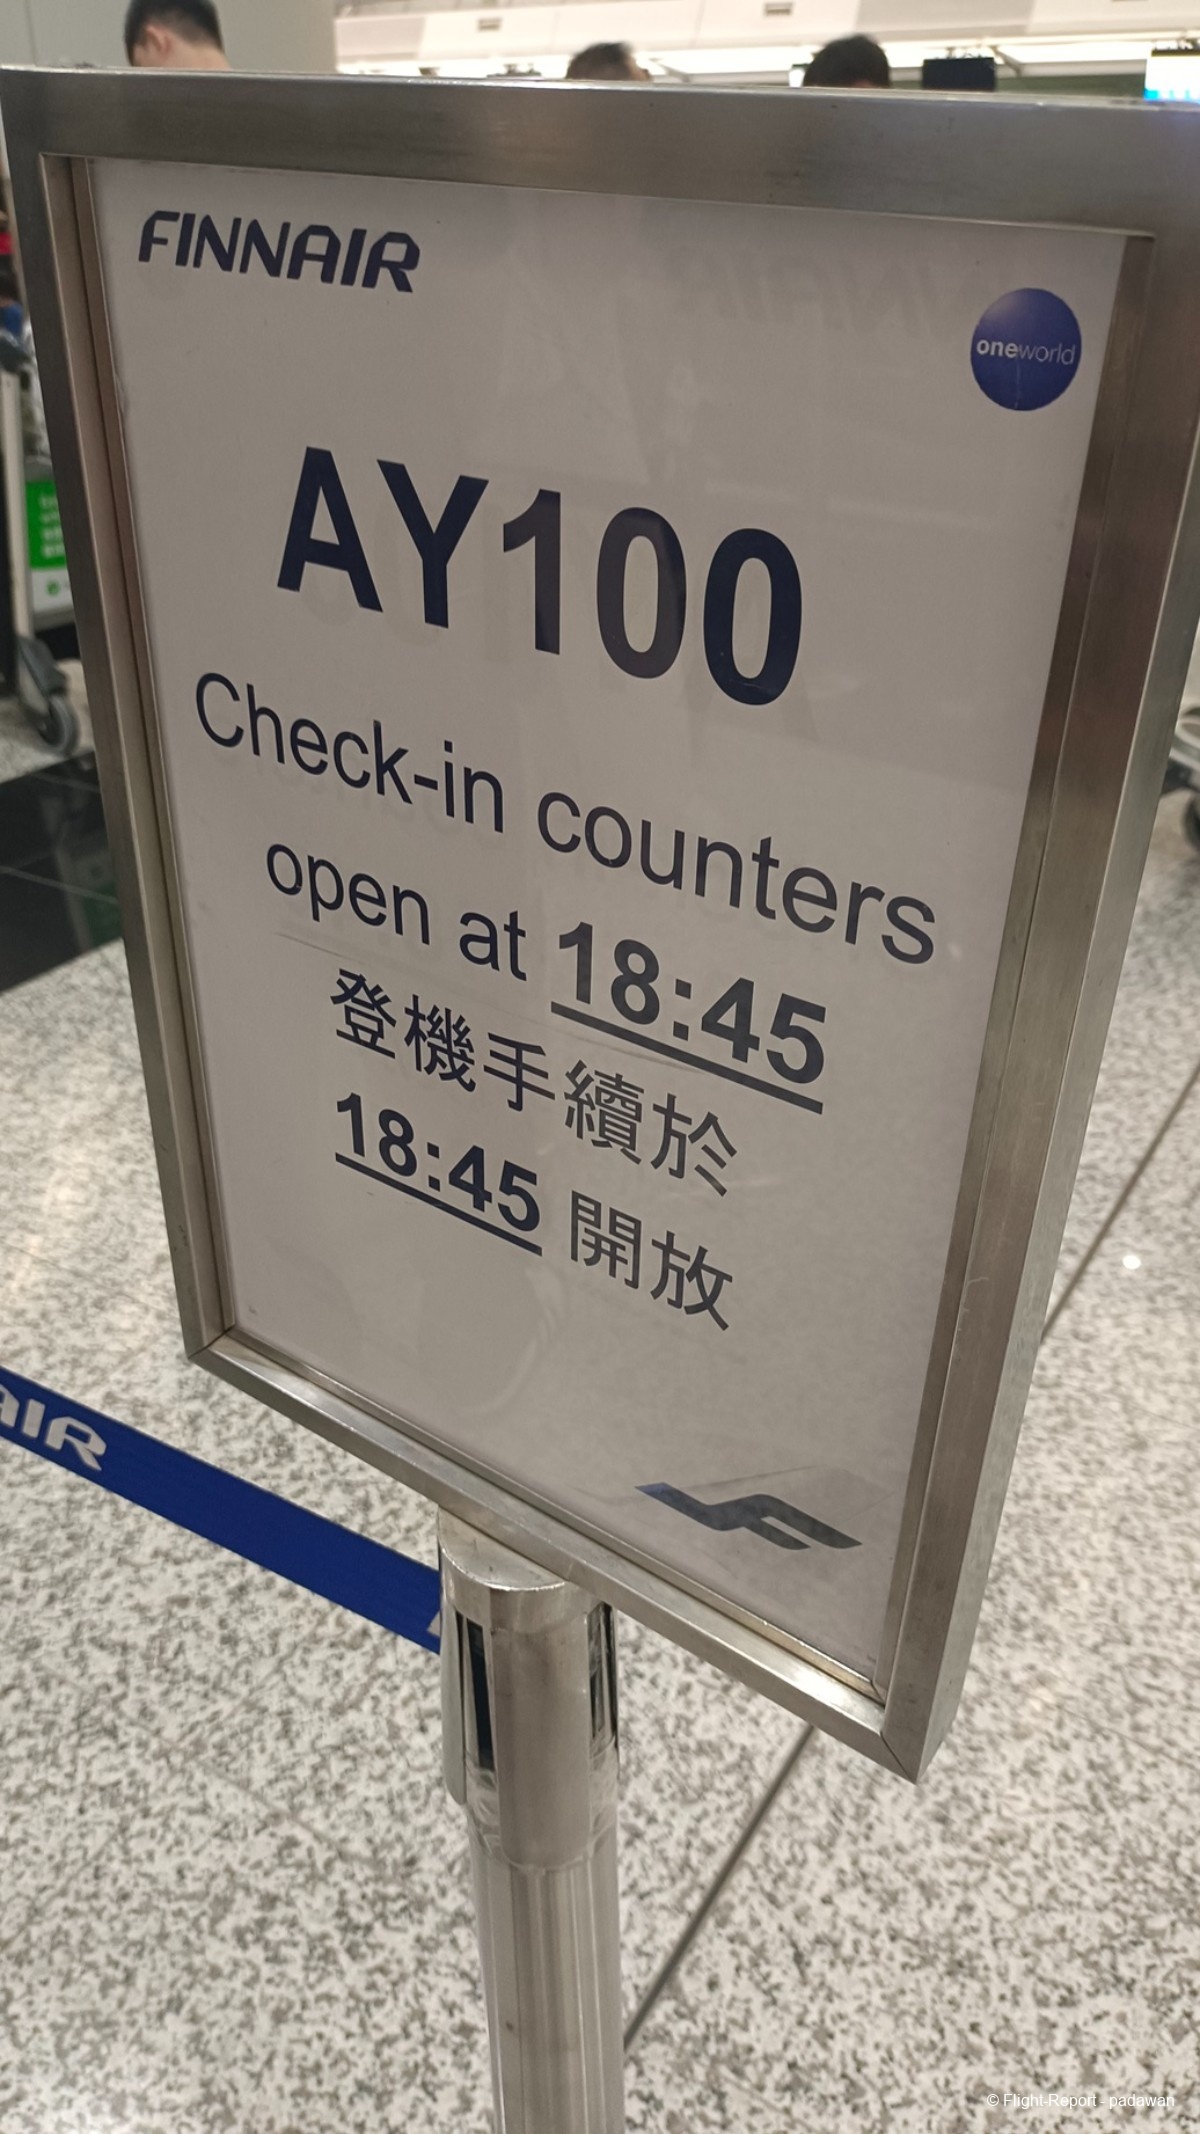 FINNAIR
oneworld
AY100
Check-in counters
open at 18:45
登機手續於
18:45 開放
AIR
© Flight-Report - padawan